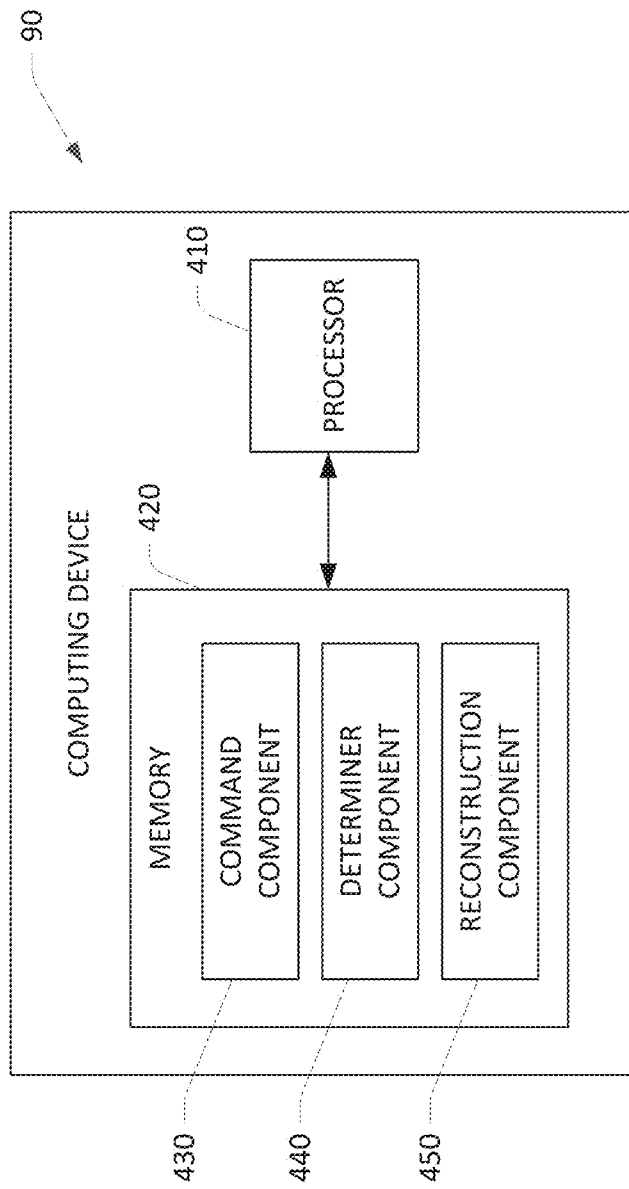 90
COMPUTING DEVICE
410
PROCESSOR
420
MEMORY
COMMAND
COMPONENT
DETERMINER
COMPONENT
RECONSTRUCTION
COMPONENT
430
440
450